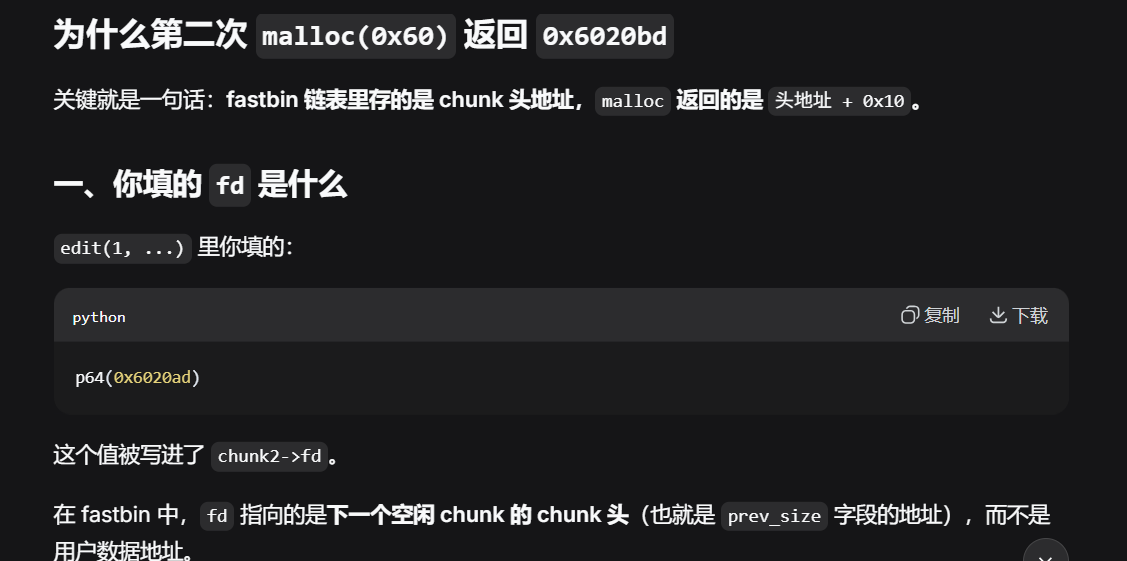 为什么第二次 malloc(0x60) 返回 0x6020bd
关键就是一句话：fastbin 链表里存的是 chunk 头地址，malloc 返回的是 头地址 + 0x10。
一、你填的 fd 是什么
edit(1, ...) 里你填的：
python 复制 下载
p64(0x6020ad)
这个值被写进了 chunk2->fd。
在 fastbin 中，fd 指向的是下一个空闲 chunk 的 chunk 头（也就是 prev_size 字段的地址），而不是
用户数据地址。